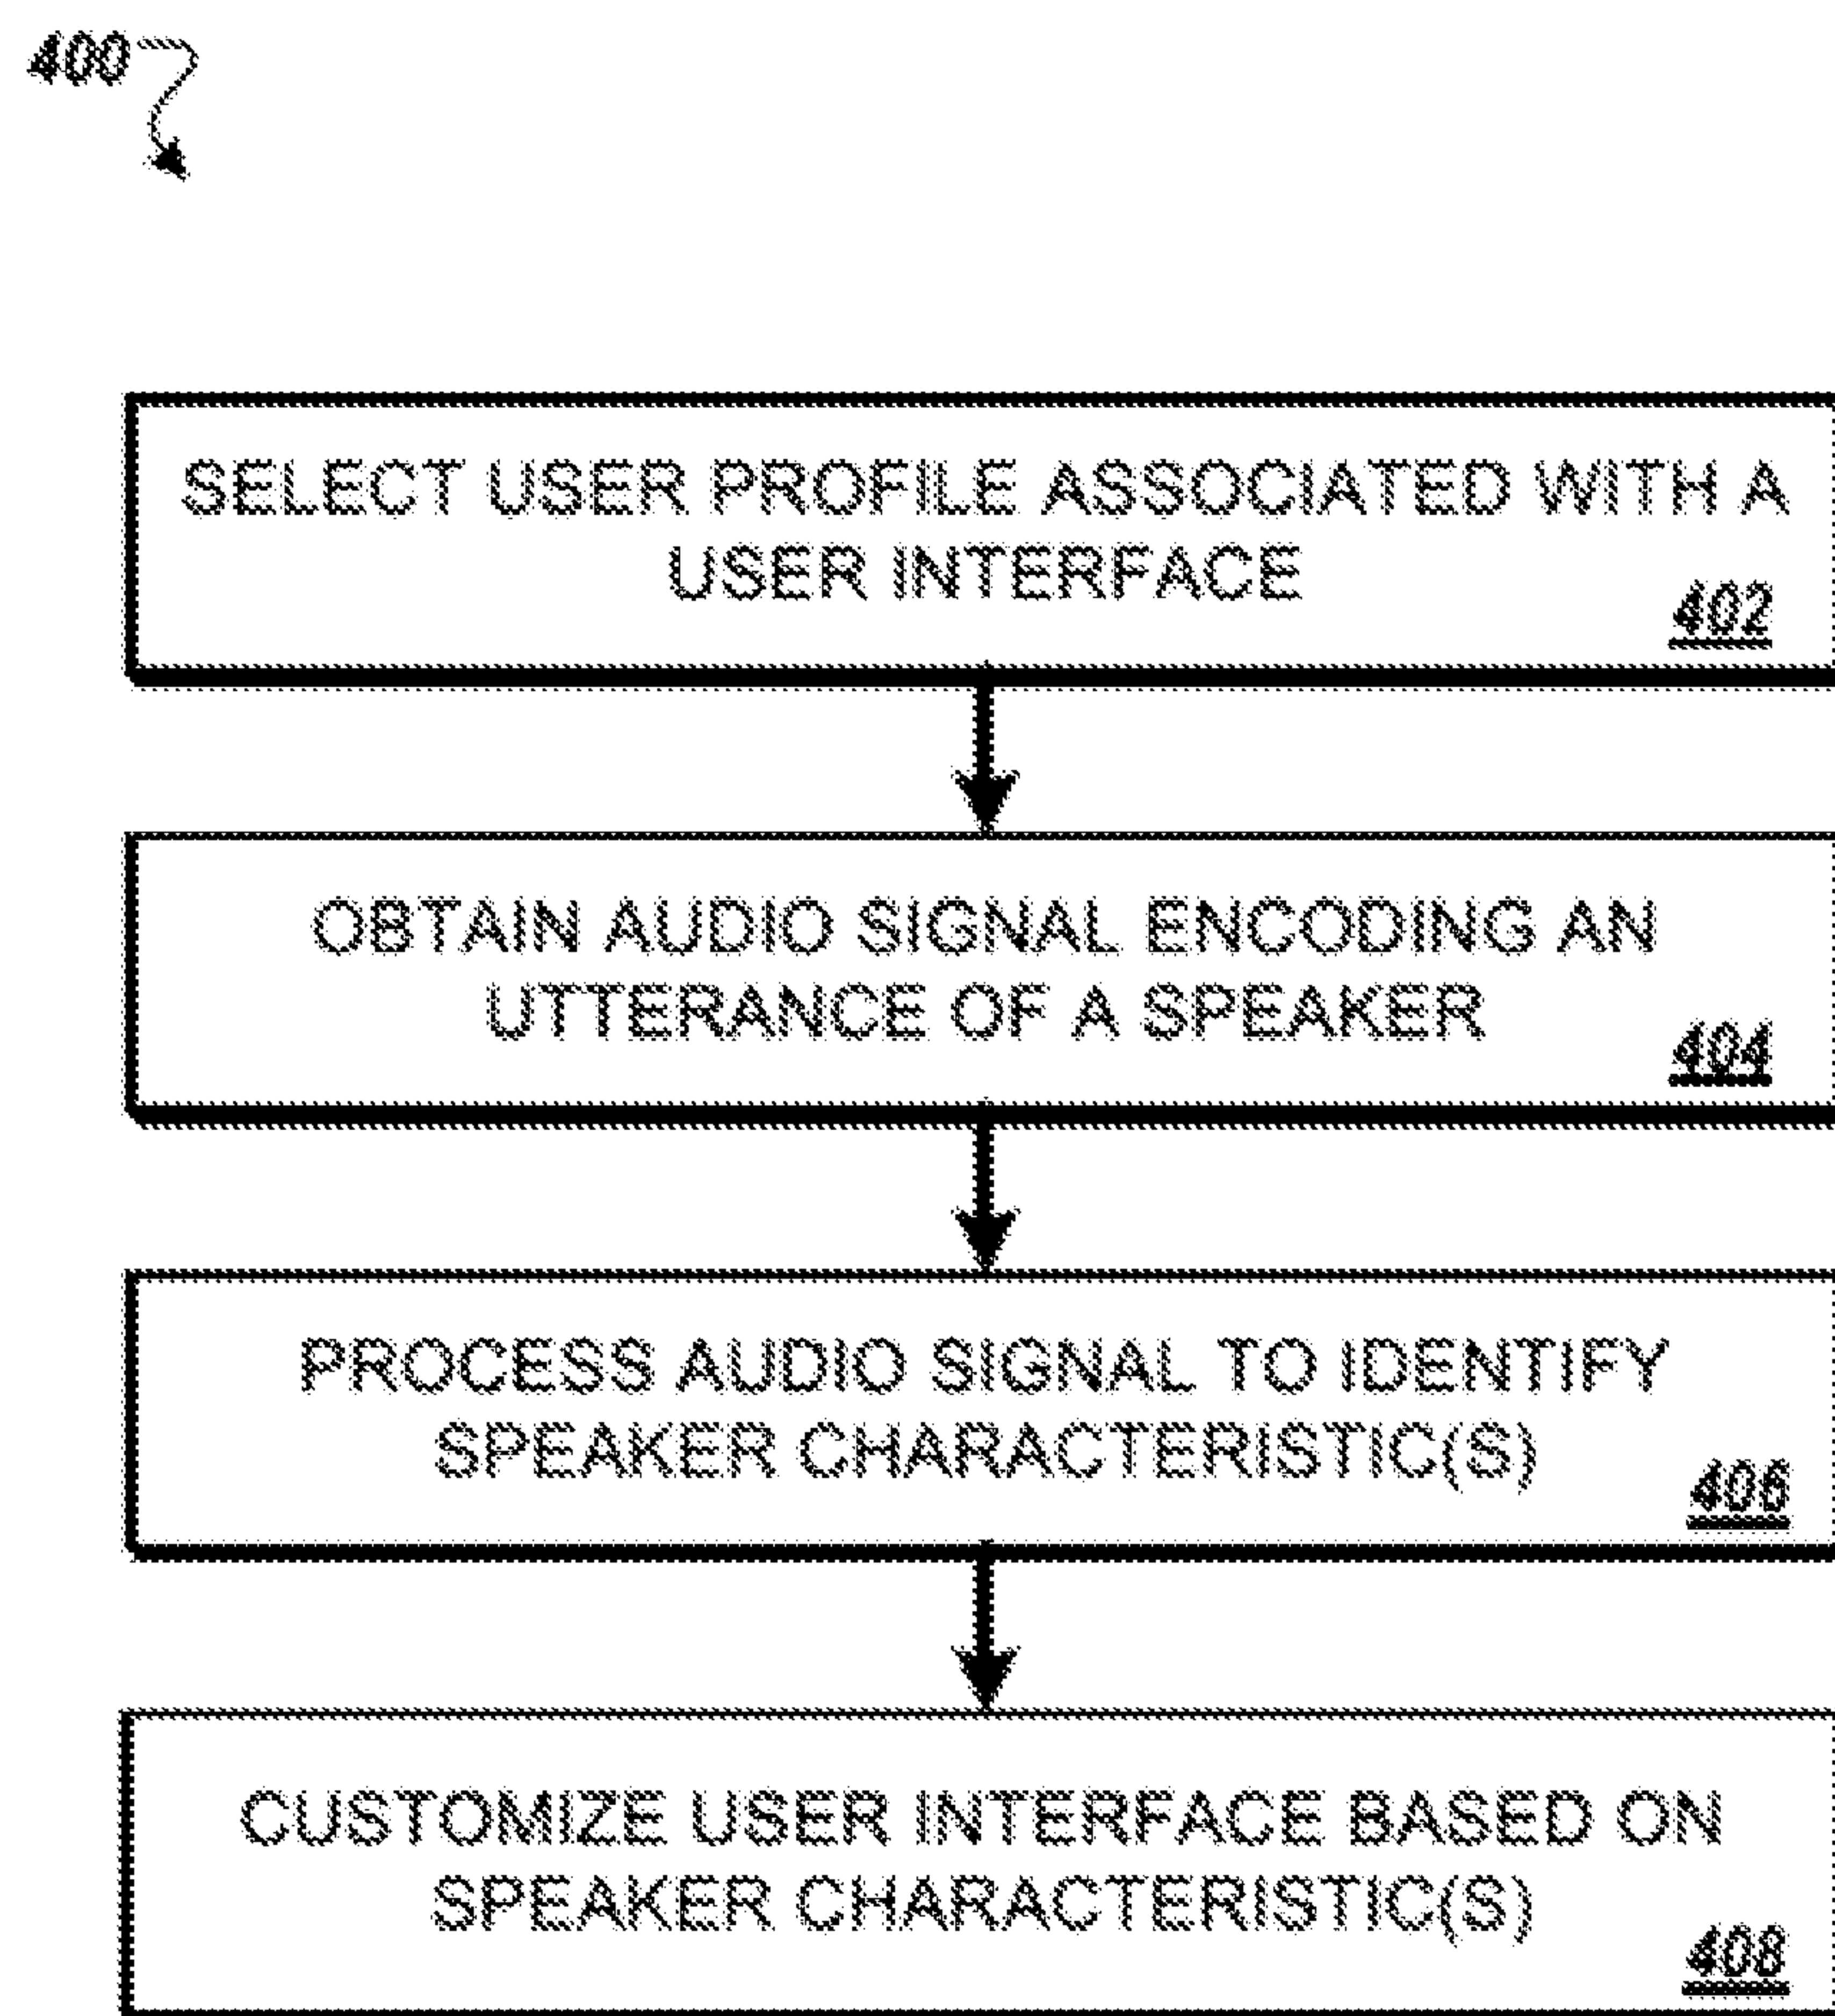 400
SELECT USER PROFILE ASSOCIATED WITH A
USER INTERFACE
402
OBTAIN AUDIO SIGNAL ENCODING AN
UTTERANCE OF A SPEAKER
404
PROCESS AUDIO SIGNAL TO IDENTIFY
SPEAKER CHARACTERISTIC(S)
406
CUSTOMIZE USER INTERFACE BASED ON
SPEAKER CHARACTERISTIC(S)
408